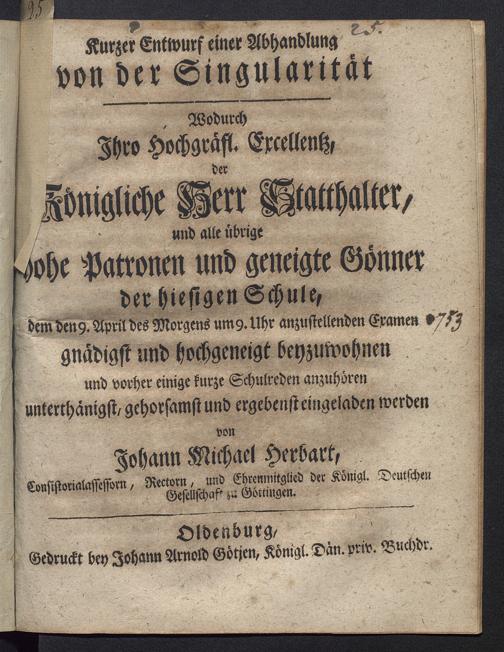 25
25.
Kurzer Entwurf einer Abhandlung
von der Singularität
Wodurch
Ihro Hochgräfl. Excellentz,
der
Königliche Herr Statthalter,
und alle übrige
hohe Patronen und geneigte Gönner
der hiesigen Schule,
dem den 9. April des Morgens um 9. Uhr anzustellenden Examen 1753
gnädigst und hochgeneigt beyzuwohnen
und vorher einige kurze Schulreden anzuhören
unterthänigst, gehorsamst und ergebenst eingeladen werden
von
Johann Michael Herbart,
Consistorialassessorn, Rectorn, und Ehrenmitglied der Königl. Deutschen
Gesellschaft zu Göttingen.
Oldenburg,
Gedruckt bey Johann Arnold Götjen, Königl. Dän. priv. Buchdr.